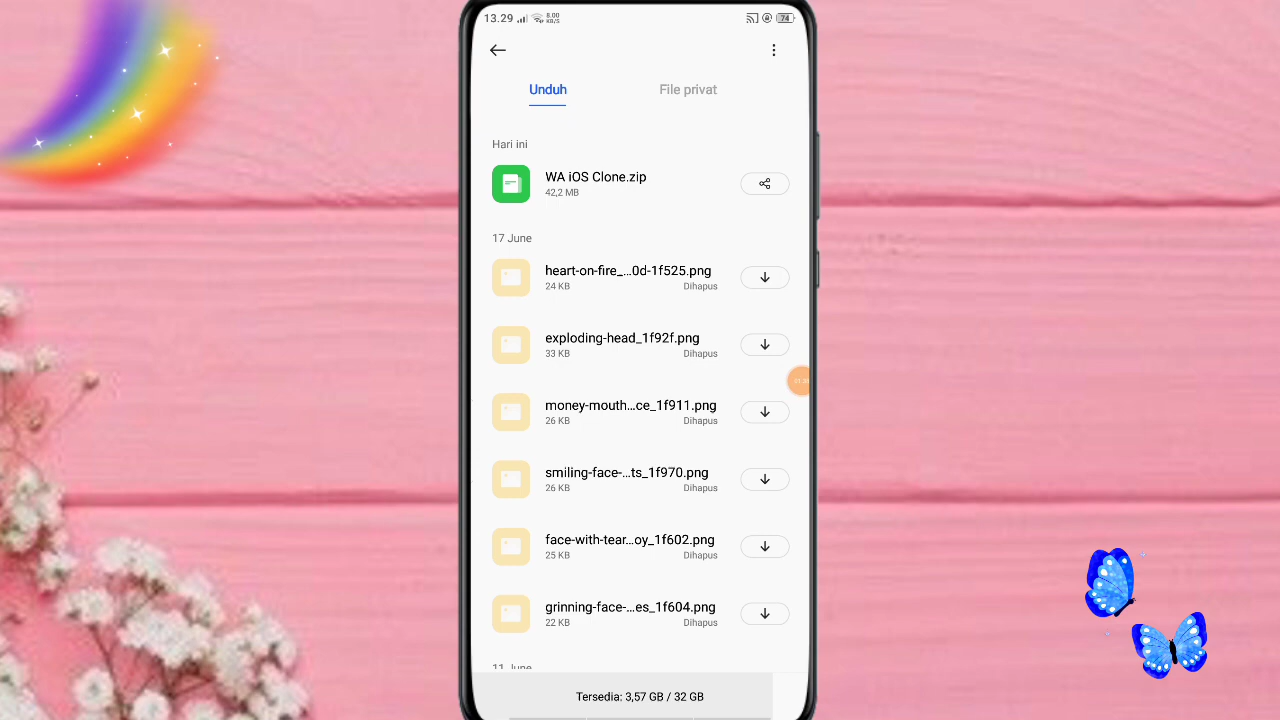 13.29
8.00
KB/S
74
Unduh
File privat
Hari ini
WA iOS Clone.zip
42,2 MB
17 June
heart-on-fire_...0d-1f525.png
24 KB
Dihapus
exploding-head_1f92f.png
33 KB
Dihapus
money-mouth...ce_1f911.png
26 KB
Dihapus
smiling-face-...ts_1f970.png
26 KB
Dihapus
face-with-tear...oy_1f602.png
25 KB
Dihapus
grinning-face-...es_1f604.png
22 KB
Dihapus
11 June
Tersedia: 3,57 GB / 32 GB